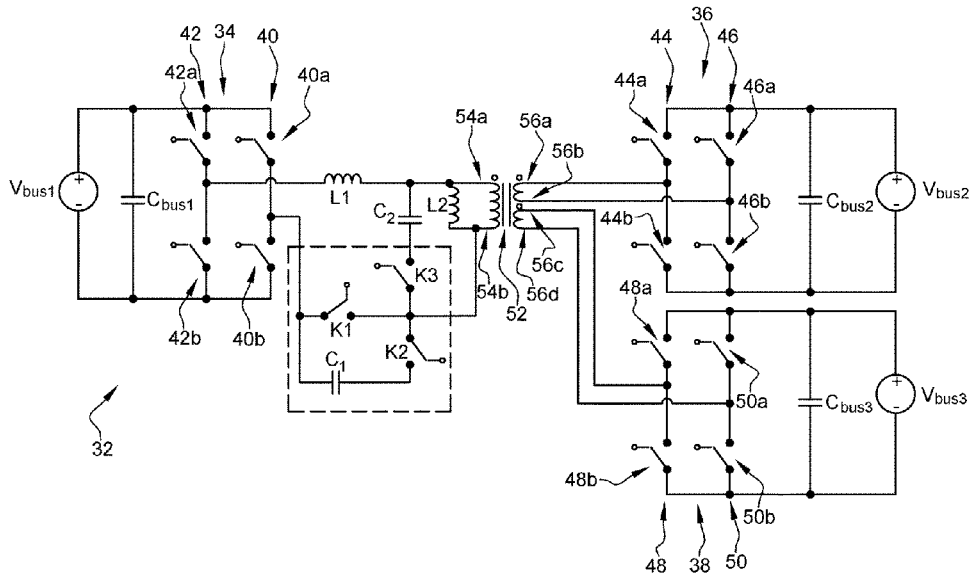 42 34 40
42a
40a
44 36 46
44a
46a
54a 56a
56b
Vbus1
+
-
Cbus1
L1
C2
L2
44b
46b
Cbus2
+
-
Vbus2
56c
K3
54b
52
56d
48a
42b 40b
K1
K2
C1
50a
Cbus3
+
-
Vbus3
32
48b
50b
48 38 50